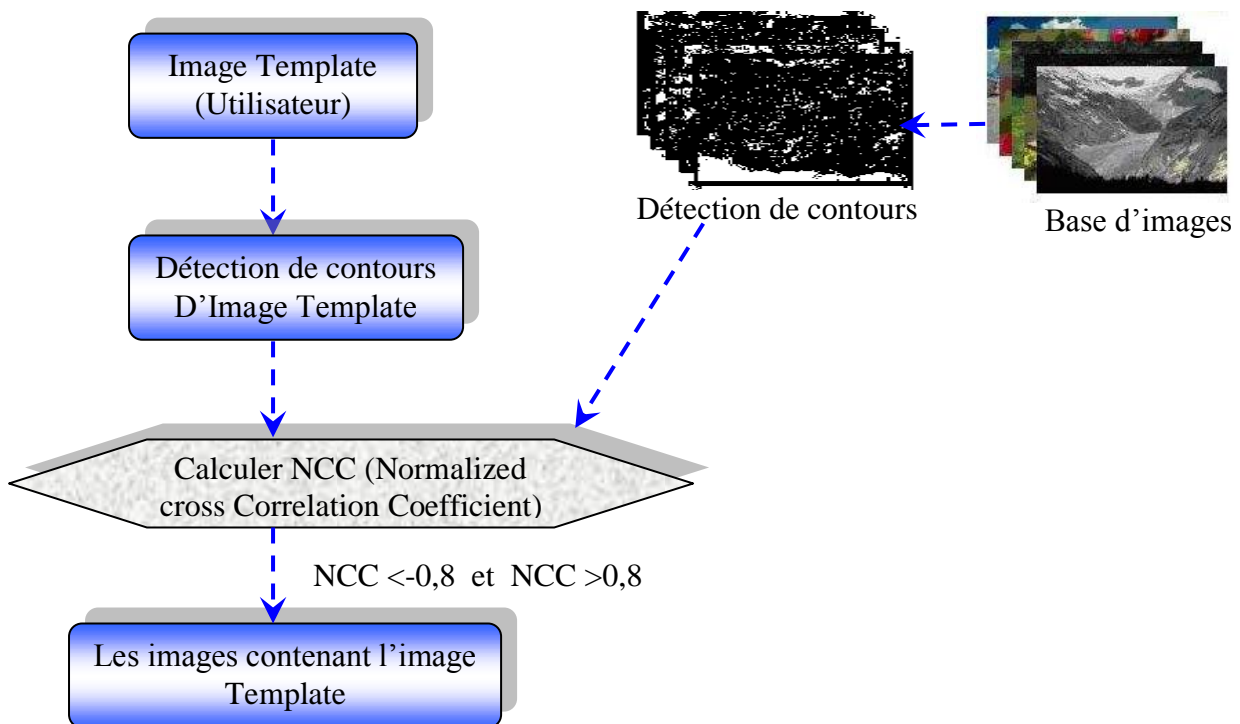 Image Template
(Utilisateur)
Détection de contours
Base d’images
Détection de contours
D’Image Template
Calculer NCC (Normalized
cross Correlation Coefficient)
NCC <-0,8 et NCC >0,8
Les images contenant l’image
Template